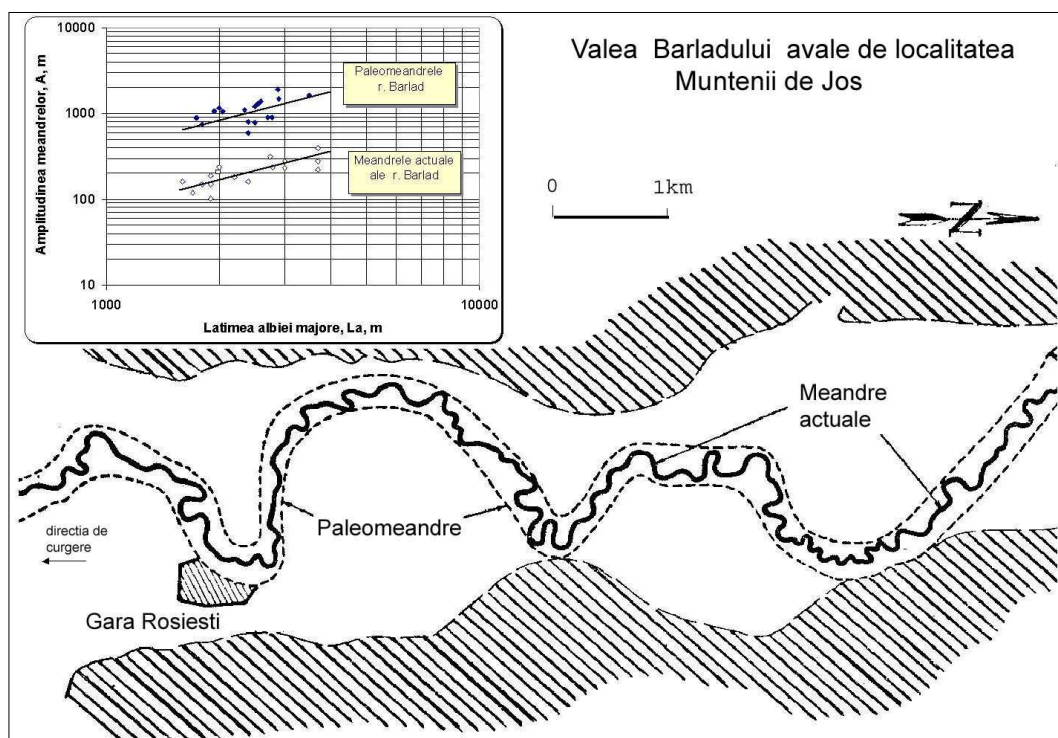 Valea Barladului avale de localitatea
Muntenii de Jos
10000
1000
100
10
1000
10000
Amplitudinea meandrelor, A, m
Latimea albiei majore, La, m
Paleomeandrele
r. Barlad
Meandrele actuale
ale r. Barlad
0
1km
N
Meandre
actuale
Paleomeandre
directia de
curgere
Gara Rosiesti